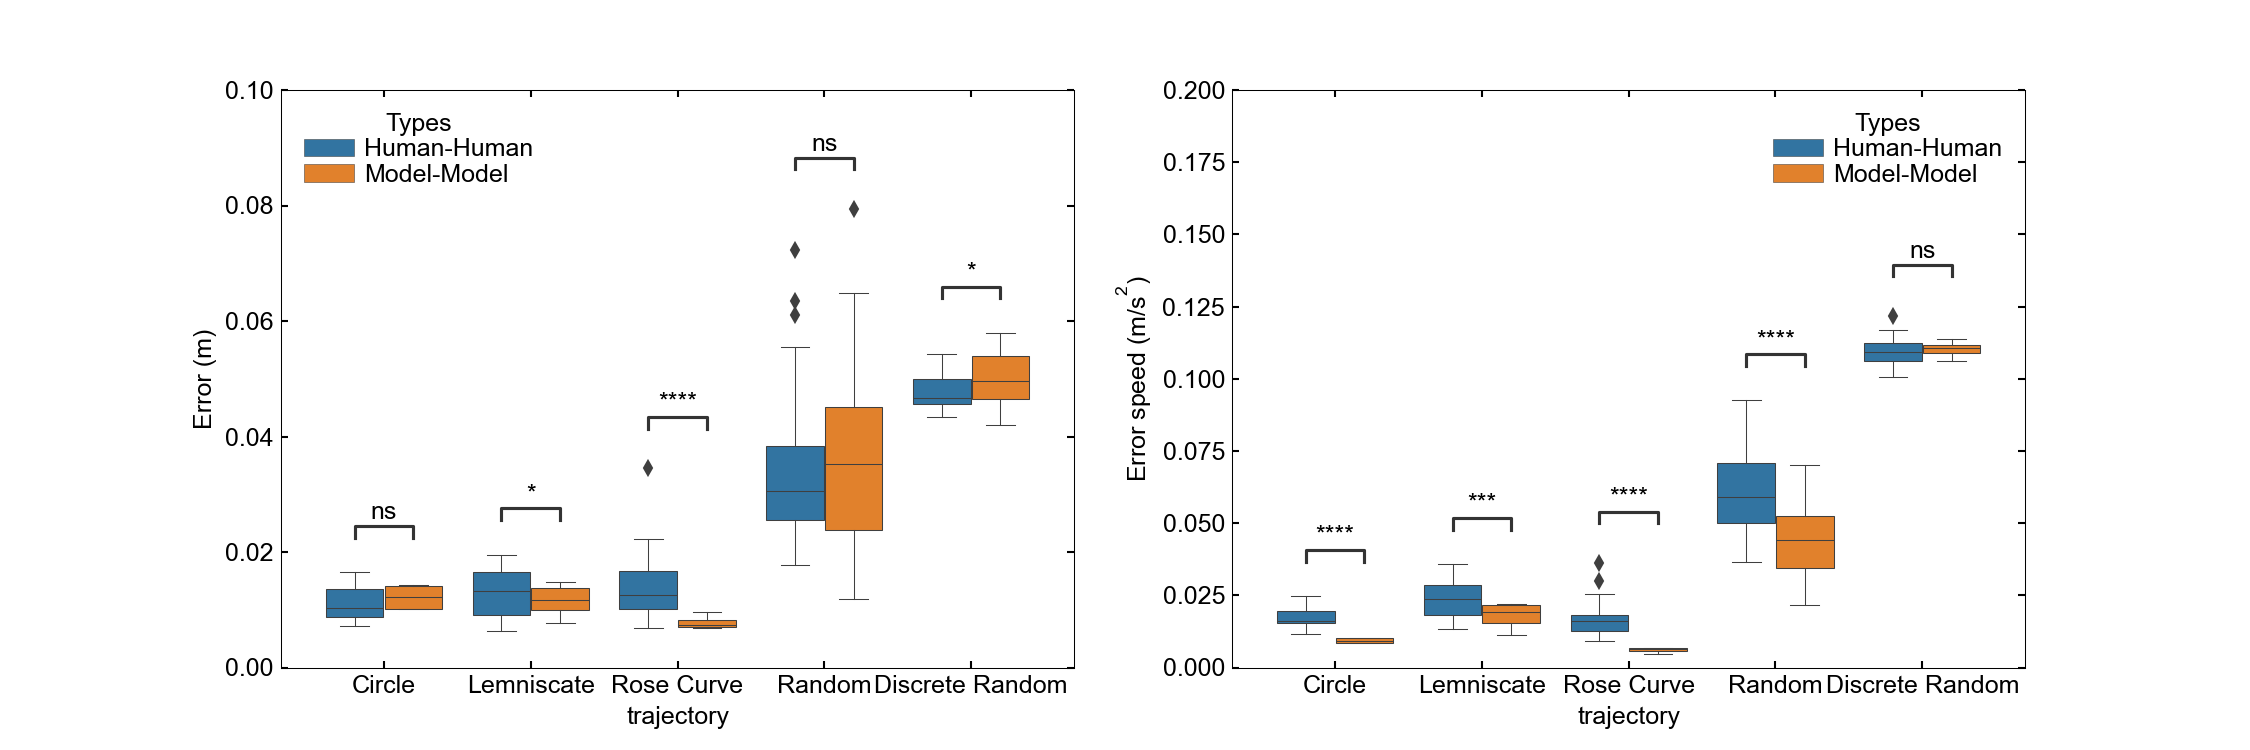 0.10
0.08
0.06
0.04
0.02
0.00
Error (m)
Types
Human-Human
Model-Model
ns
*
****
ns
*
Circle
Lemniscate
Rose Curve
Random
Discrete Random
trajectory
0.200
0.175
0.150
0.125
0.100
0.075
0.050
0.025
0.000
Error speed (m/s²)
Types
Human-Human
Model-Model
****
***
****
****
ns
Circle
Lemniscate
Rose Curve
Random
Discrete Random
trajectory